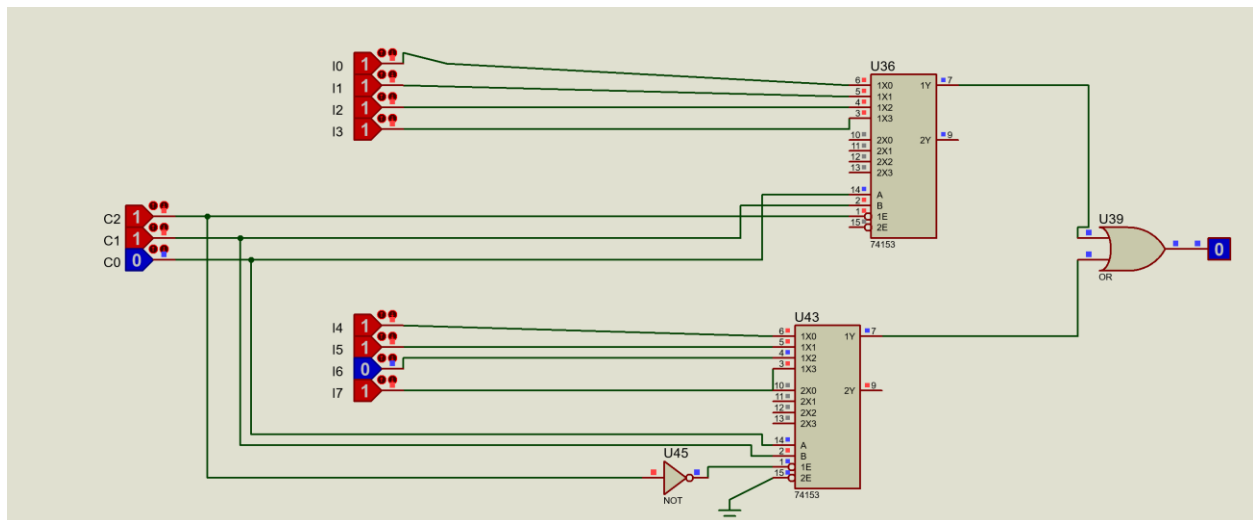 I0 1
I1 1
I2 1
I3 1
U36
6 1X0 1Y 7
5 1X1
4 1X2
3 1X3
10 2X0 2Y 9
11 2X1
12 2X2
13 2X3
14 A
2 B
1 1E
15 2E
74153
C2 1
C1 1
C0 0
U39
OR
0
I4 1
I5 1
I6 0
I7 1
U43
6 1X0 1Y 7
5 1X1
4 1X2
3 1X3
10 2X0 2Y 9
11 2X1
12 2X2
13 2X3
14 A
2 B
1 1E
15 2E
74153
U45
NOT